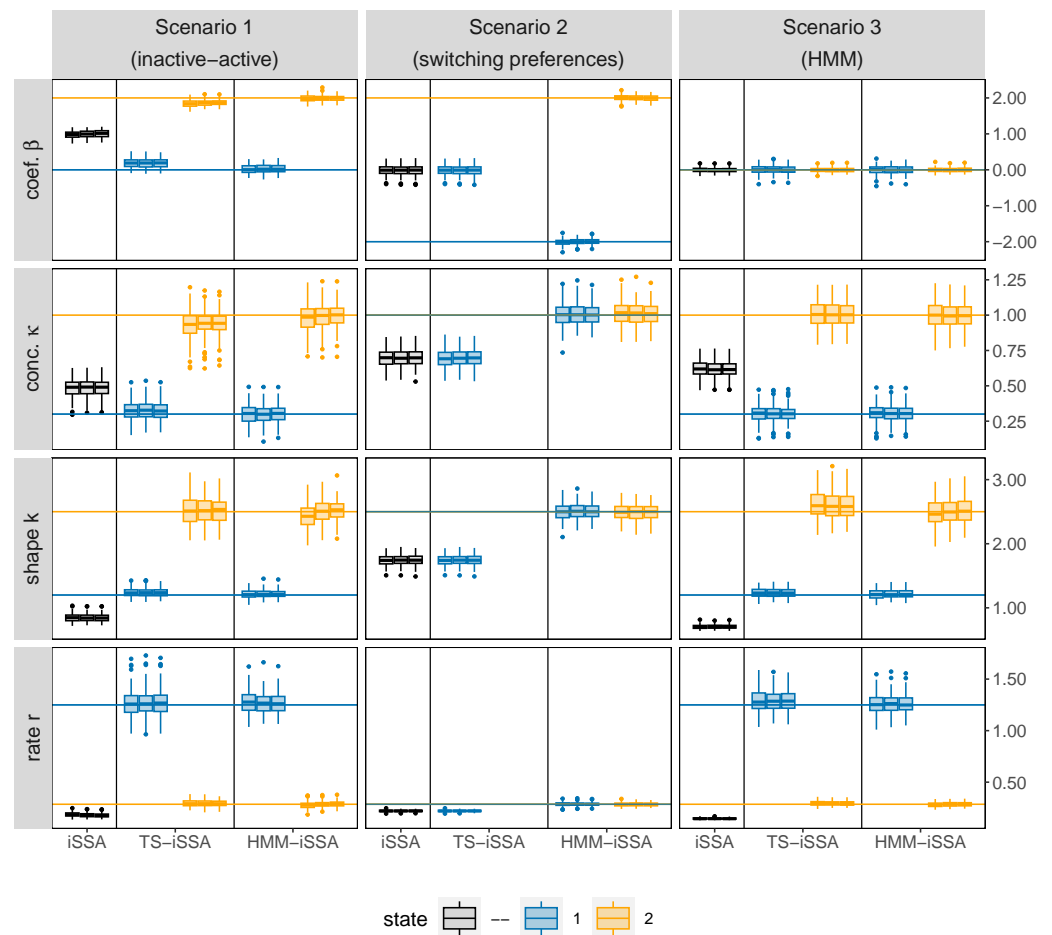 Scenario 1
(inactive−active)
Scenario 2
(switching preferences)
Scenario 3
(HMM)
coef. β
2.00
1.00
0.00
−1.00
−2.00
conc. κ
1.25
1.00
0.75
0.50
0.25
shape k
3.00
2.00
1.00
rate r
1.50
1.00
0.50
iSSA TS−iSSA HMM−iSSA iSSA TS−iSSA HMM−iSSA iSSA TS−iSSA HMM−iSSA
state −− 1 2